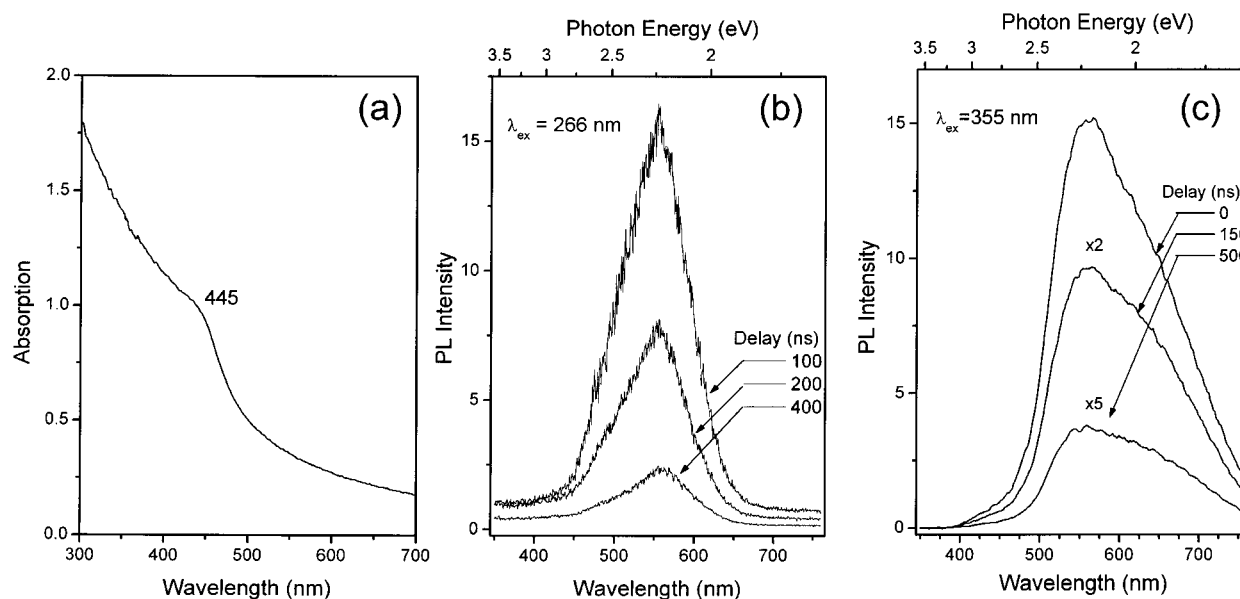 (a)
2.0
1.5
1.0
0.5
0.0
445
300 400 500 600 700
Absorption
Wavelength (nm)
Photon Energy (eV)
3.5 3 2.5 2
(b)
λex = 266 nm
15
10
5
0
PL Intensity
Delay (ns)
100
200
400
400 500 600 700
Wavelength (nm)
Photon Energy (eV)
3.5 3 2.5 2
(c)
λex=355 nm
15
10
5
0
PL Intensity
Delay (ns)
0
150
500
x2
x5
400 500 600 700
Wavelength (nm)